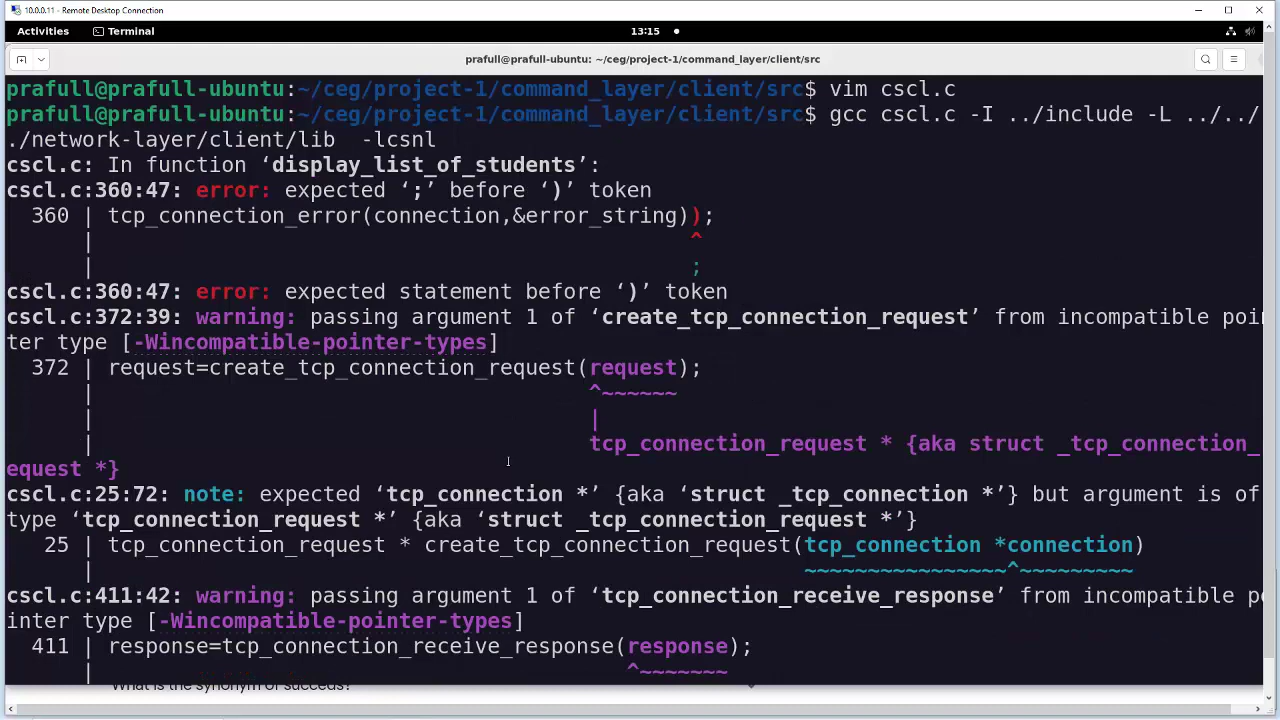 10.0.0.11 - Remote Desktop Connection
Activities Terminal 13:15
prafull@prafull-ubuntu: ~/ceg/project-1/command_layer/client/src
prafull@prafull-ubuntu:~/ceg/project-1/command_layer/client/src$ vim cscl.c
prafull@prafull-ubuntu:~/ceg/project-1/command_layer/client/src$ gcc cscl.c -I ../include -L ../../
./network-layer/client/lib  -lcsnl
cscl.c: In function ‘display_list_of_students’:
cscl.c:360:47: error: expected ‘;’ before ‘)’ token
  360 | tcp_connection_error(connection,&error_string));
      |                                               ^
      |                                               ;
cscl.c:360:47: error: expected statement before ‘)’ token
cscl.c:372:39: warning: passing argument 1 of ‘create_tcp_connection_request’ from incompatible poin
ter type [-Wincompatible-pointer-types]
  372 | request=create_tcp_connection_request(request);
      |                                       ^~~~~~~
      |                                       |
      |                                       tcp_connection_request * {aka struct _tcp_connection_
equest *}
cscl.c:25:72: note: expected ‘tcp_connection *’ {aka ‘struct _tcp_connection *’} but argument is of
type ‘tcp_connection_request *’ {aka ‘struct _tcp_connection_request *’}
   25 | tcp_connection_request * create_tcp_connection_request(tcp_connection *connection)
      |                                                        ~~~~~~~~~~~~~~~~^~~~~~~~~~
cscl.c:411:42: warning: passing argument 1 of ‘tcp_connection_receive_response’ from incompatible po
inter type [-Wincompatible-pointer-types]
  411 | response=tcp_connection_receive_response(response);
      |                                          ^~~~~~~~
What is the synonym of succeds?